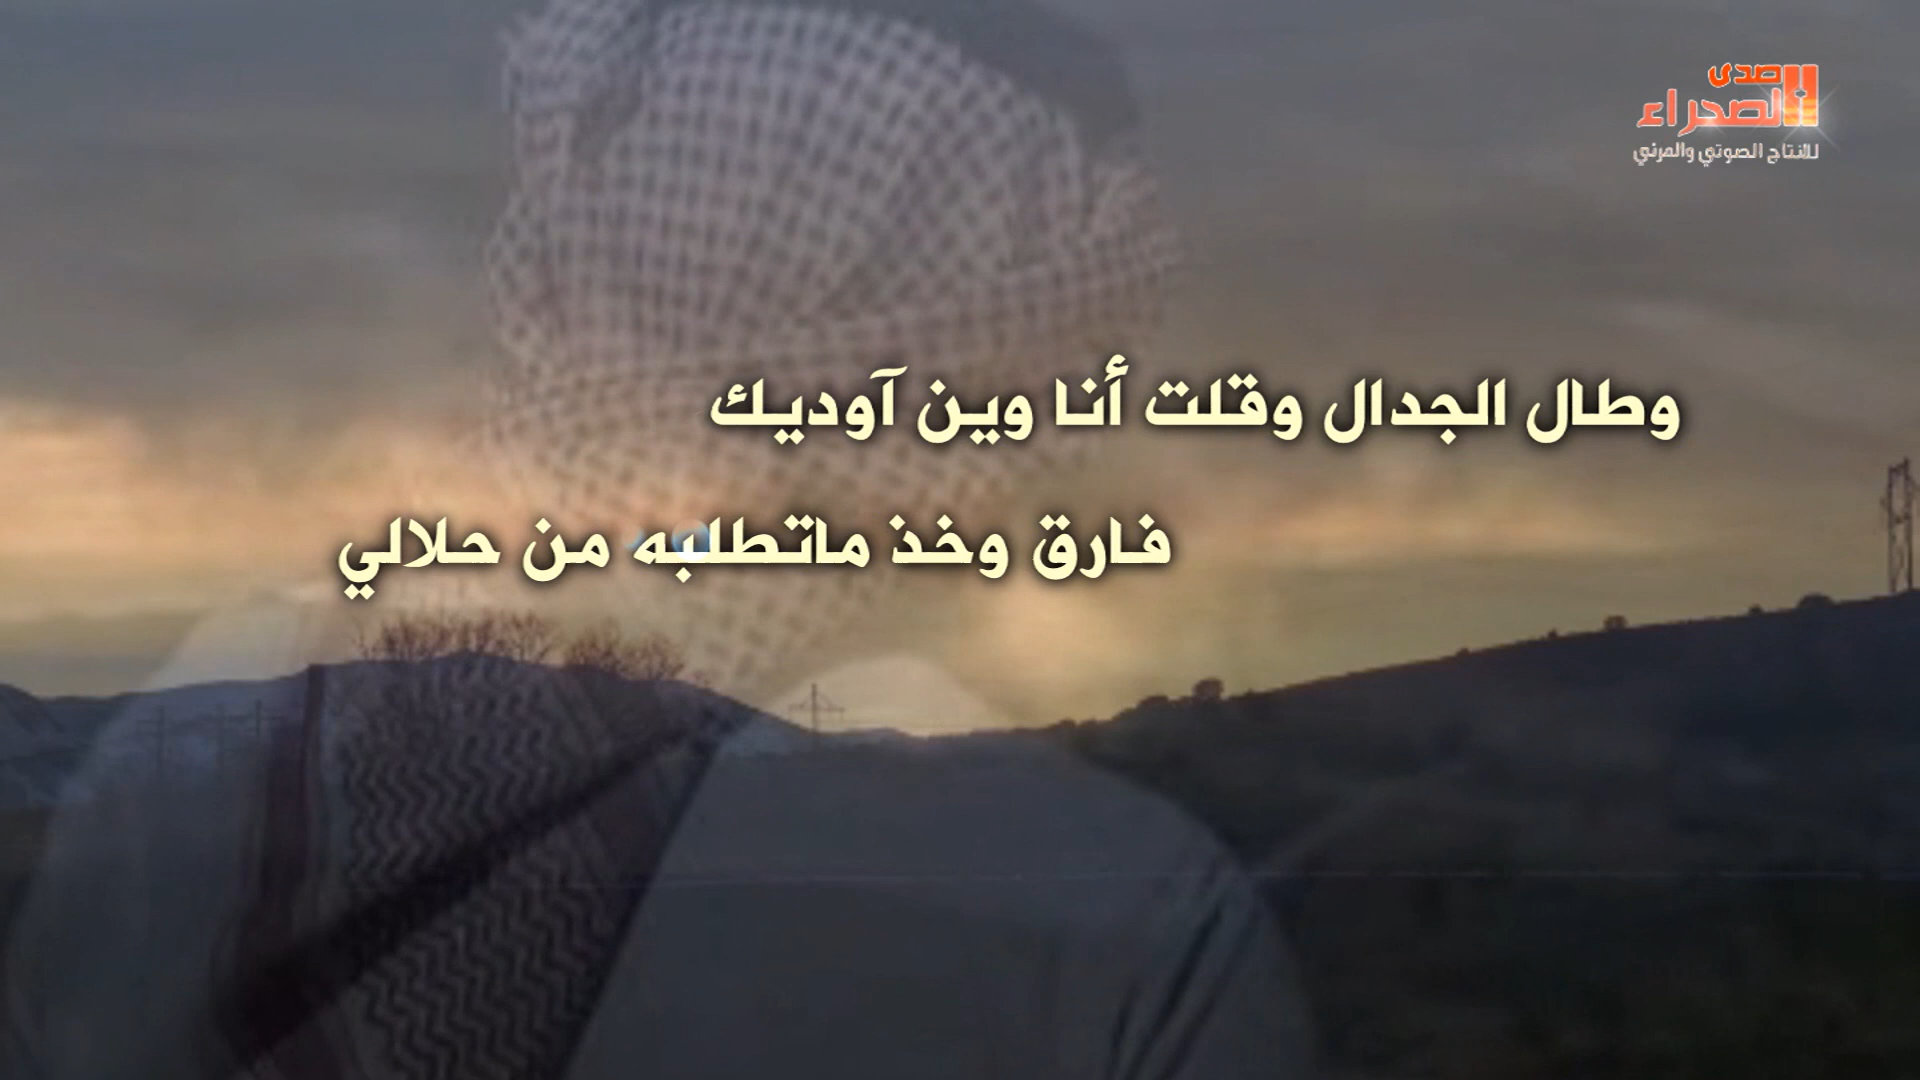 صدى
الصحراء
للانتاج الصوتي والمرئي
وطال الجدال وقلت أنا وين آوديك
فارق وخذ ماتطلبه من حلالي